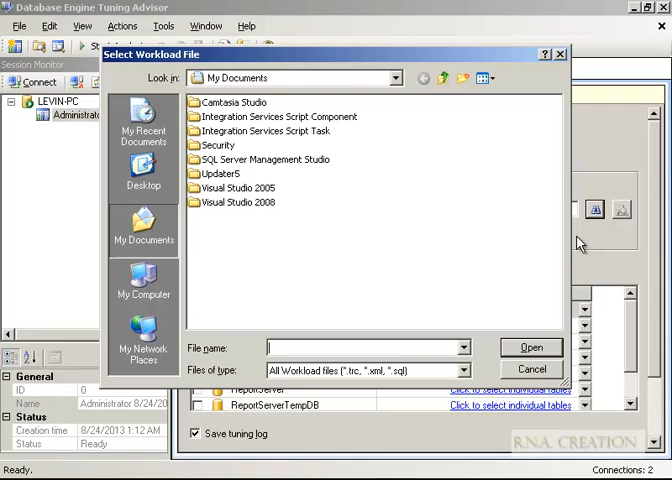 Database Engine Tuning Advisor
File Edit View Actions Tools Window Help
Session Monitor
Connect
LEVIN-PC
Administrato
Select Workload File
Look in: My Documents
My Recent Documents
Desktop
My Documents
My Computer
My Network Places
Camtasia Studio
Integration Services Script Component
Integration Services Script Task
Security
SQL Server Management Studio
Updater5
Visual Studio 2005
Visual Studio 2008
File name:
Open
Files of type: All Workload files (*.trc, *.xml, *.sql)
Cancel
General
ID 0
Name Administrator 8/24/20
Status
Creation time 8/24/2013 1:12 AM
Status Ready
ReportServer Click to select individual tables
ReportServerTempDB Click to select individual tables
Save tuning log
R.N.A. CREATION
Ready.
Connections: 2